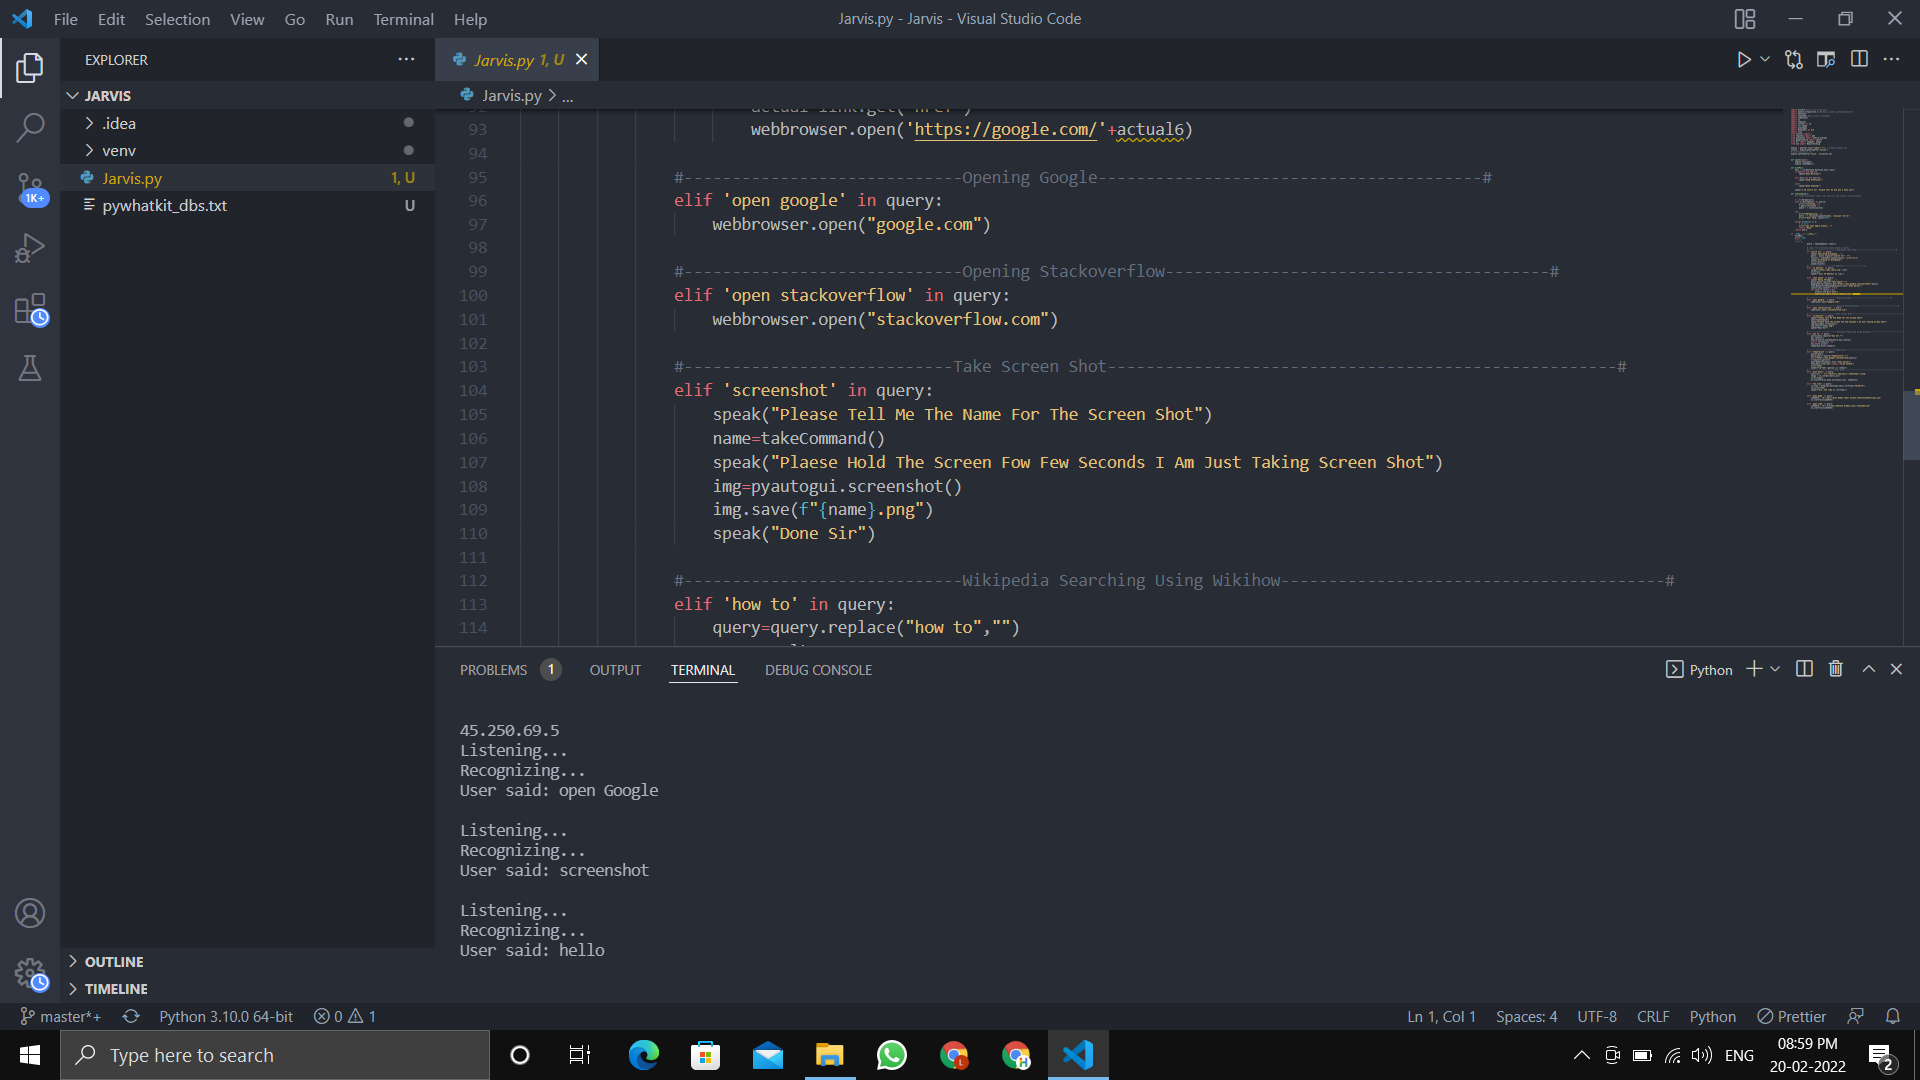 File Edit Selection View Go Run Terminal Help
Jarvis.py - Jarvis - Visual Studio Code
EXPLORER
JARVIS
.idea
venv
Jarvis.py 1, U
pywhatkit_dbs.txt U
1K+
OUTLINE
TIMELINE
Jarvis.py 1, U
Jarvis.py > ...
93 webbrowser.open('https://google.com/'+actual6)
94
95 #-----------------------------Opening Google----------------------------------------#
96 elif 'open google' in query:
97 webbrowser.open("google.com")
98
99 #-----------------------------Opening Stackoverflow----------------------------------------#
100 elif 'open stackoverflow' in query:
101 webbrowser.open("stackoverflow.com")
102
103 #----------------------------Take Screen Shot-----------------------------------------------------#
104 elif 'screenshot' in query:
105 speak("Please Tell Me The Name For The Screen Shot")
106 name=takeCommand()
107 speak("Plaese Hold The Screen Fow Few Seconds I Am Just Taking Screen Shot")
108 img=pyautogui.screenshot()
109 img.save(f"{name}.png")
110 speak("Done Sir")
111
112 #-----------------------------Wikipedia Searching Using Wikihow----------------------------------------#
113 elif 'how to' in query:
114 query=query.replace("how to","")
PROBLEMS 1 OUTPUT TERMINAL DEBUG CONSOLE
Python
45.250.69.5
Listening...
Recognizing...
User said: open Google
Listening...
Recognizing...
User said: screenshot
Listening...
Recognizing...
User said: hello
master*+ Python 3.10.0 64-bit 0 1
Ln 1, Col 1 Spaces: 4 UTF-8 CRLF Python Prettier
Type here to search
ENG
08:59 PM
20-02-2022
2